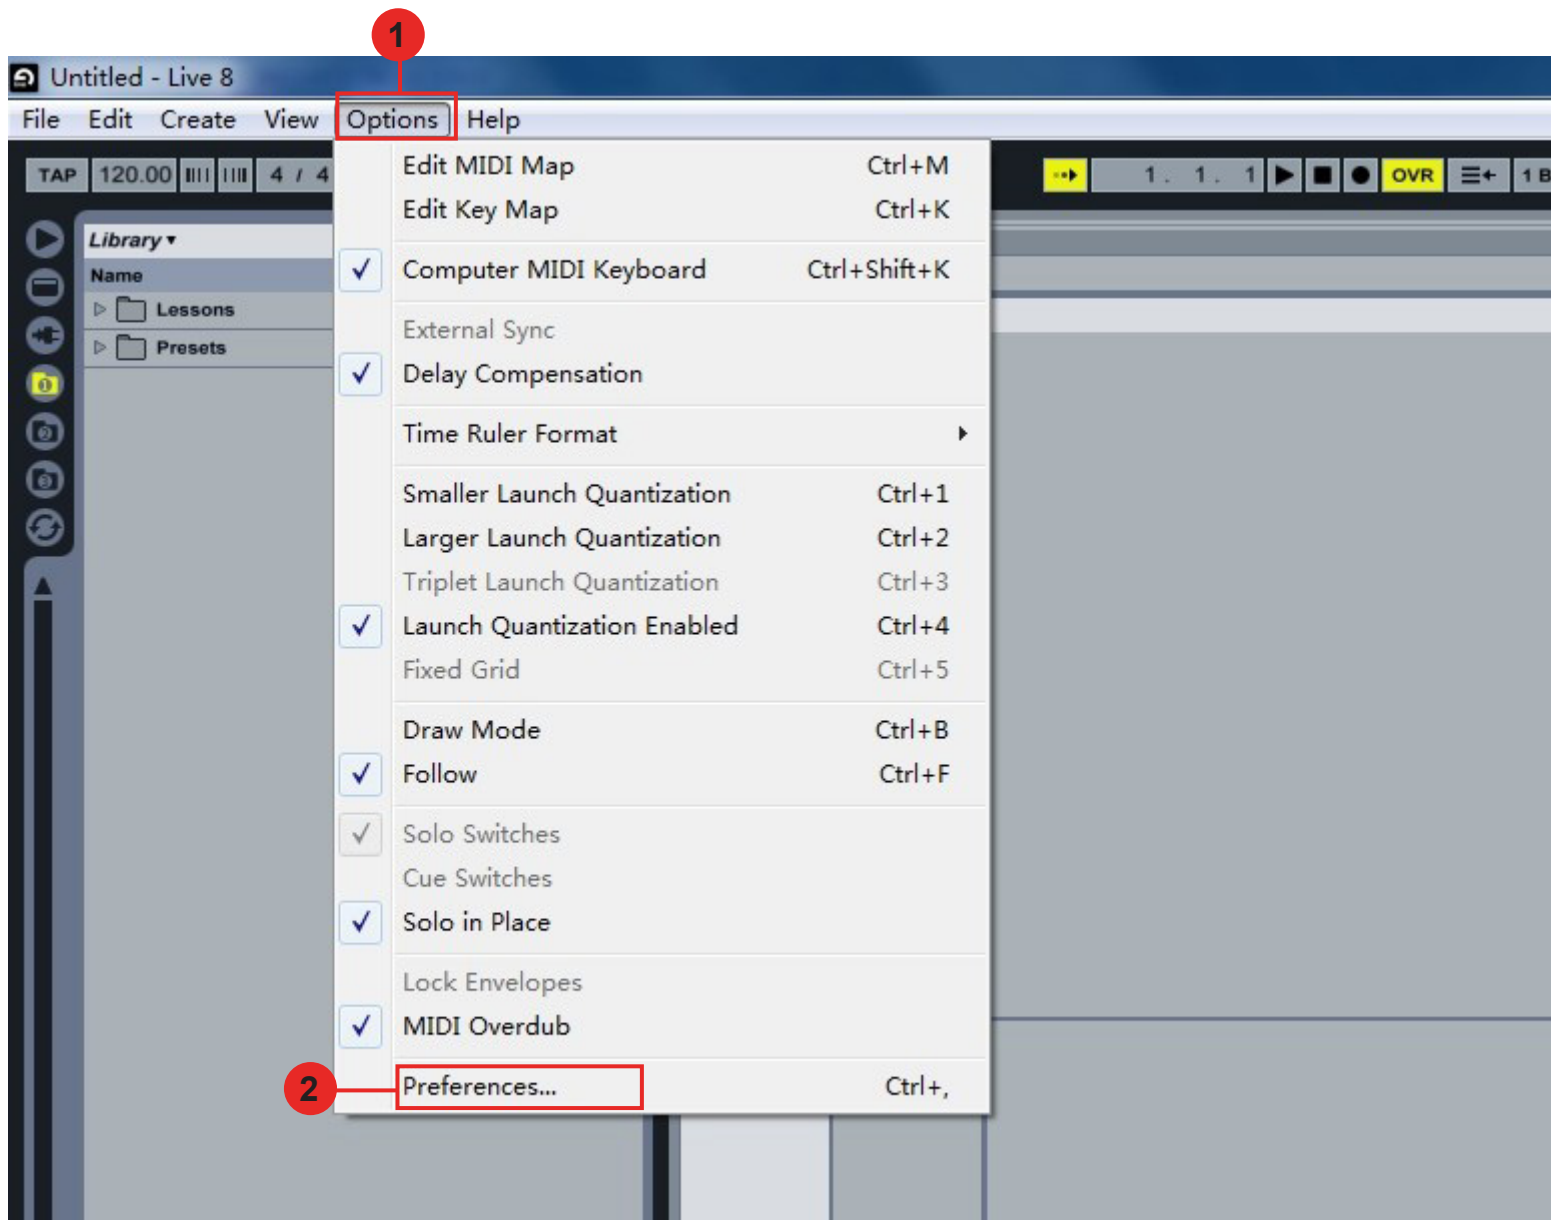 1
Untitled - Live 8
File Edit Create View Options Help
TAP 120.00 4 / 4 1. 1. 1 OVR 1 B
Library
Name
Lessons
Presets
1
2
3
Edit MIDI Map Ctrl+M
Edit Key Map Ctrl+K
Computer MIDI Keyboard Ctrl+Shift+K
External Sync
Delay Compensation
Time Ruler Format
Smaller Launch Quantization Ctrl+1
Larger Launch Quantization Ctrl+2
Triplet Launch Quantization Ctrl+3
Launch Quantization Enabled Ctrl+4
Fixed Grid Ctrl+5
Draw Mode Ctrl+B
Follow Ctrl+F
Solo Switches
Cue Switches
Solo in Place
Lock Envelopes
MIDI Overdub
2 Preferences... Ctrl+,